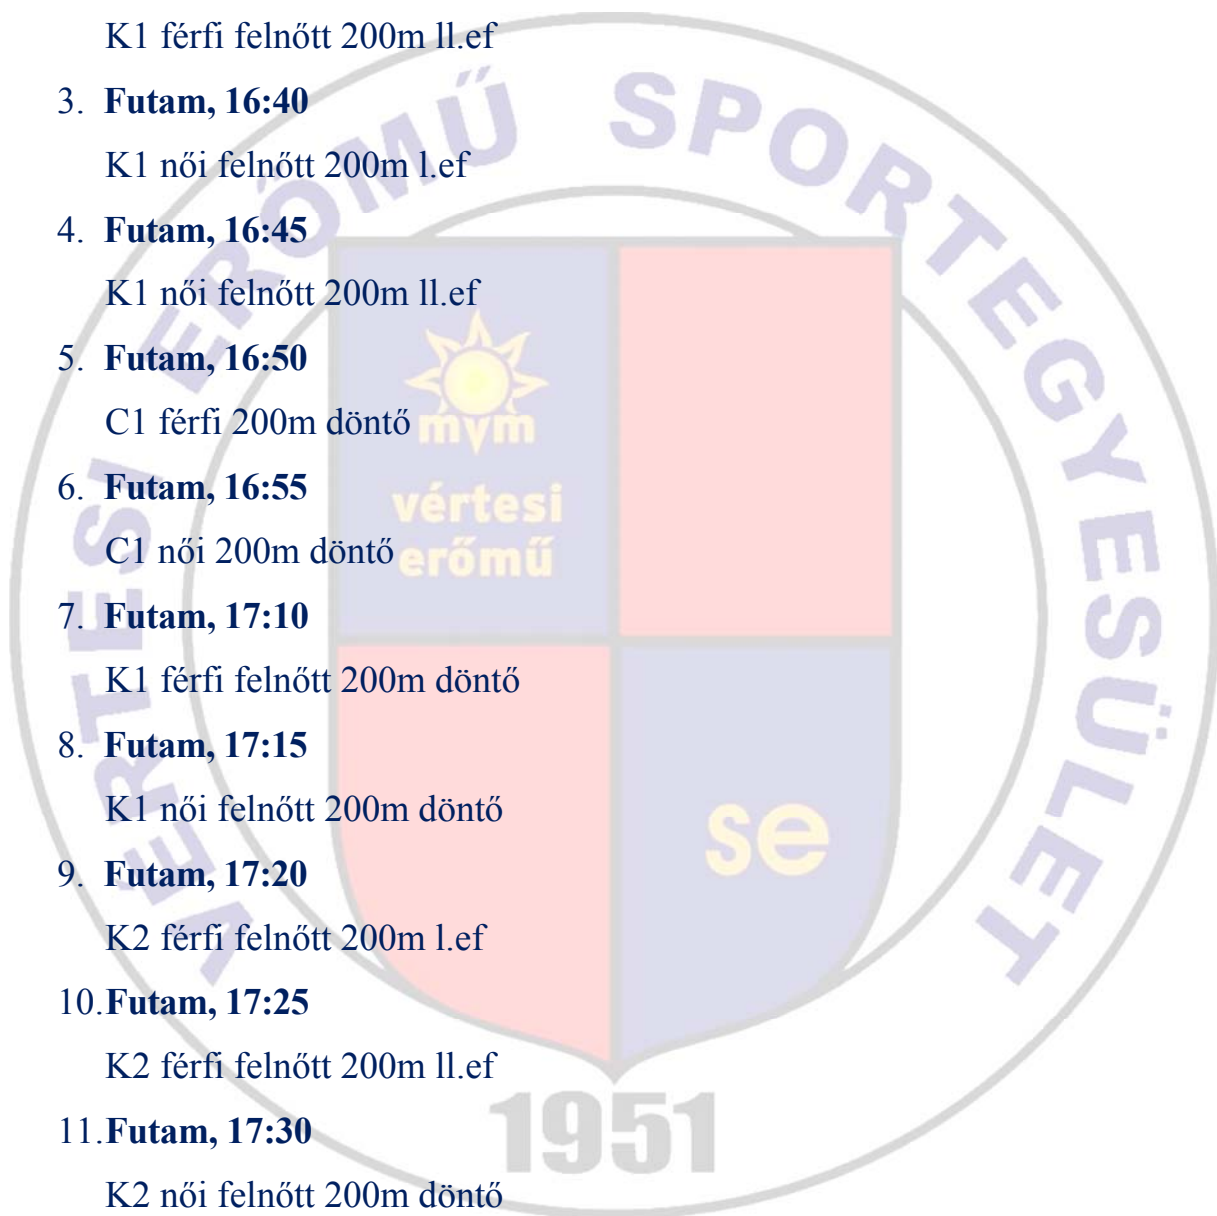 K1 férfi felnőtt 200m ll.ef
3. Futam, 16:40
K1 női felnőtt 200m l.ef
4. Futam, 16:45
K1 női felnőtt 200m ll.ef
5. Futam, 16:50
C1 férfi 200m döntő
6. Futam, 16:55
C1 női 200m döntő
7. Futam, 17:10
K1 férfi felnőtt 200m döntő
8. Futam, 17:15
K1 női felnőtt 200m döntő
9. Futam, 17:20
K2 férfi felnőtt 200m l.ef
10.Futam, 17:25
K2 férfi felnőtt 200m ll.ef
11.Futam, 17:30
K2 női felnőtt 200m döntő
VÉRTESI ERŐMŰ SPORTEGYESÜLET
mvm
vértesi
erőmű
se
1951